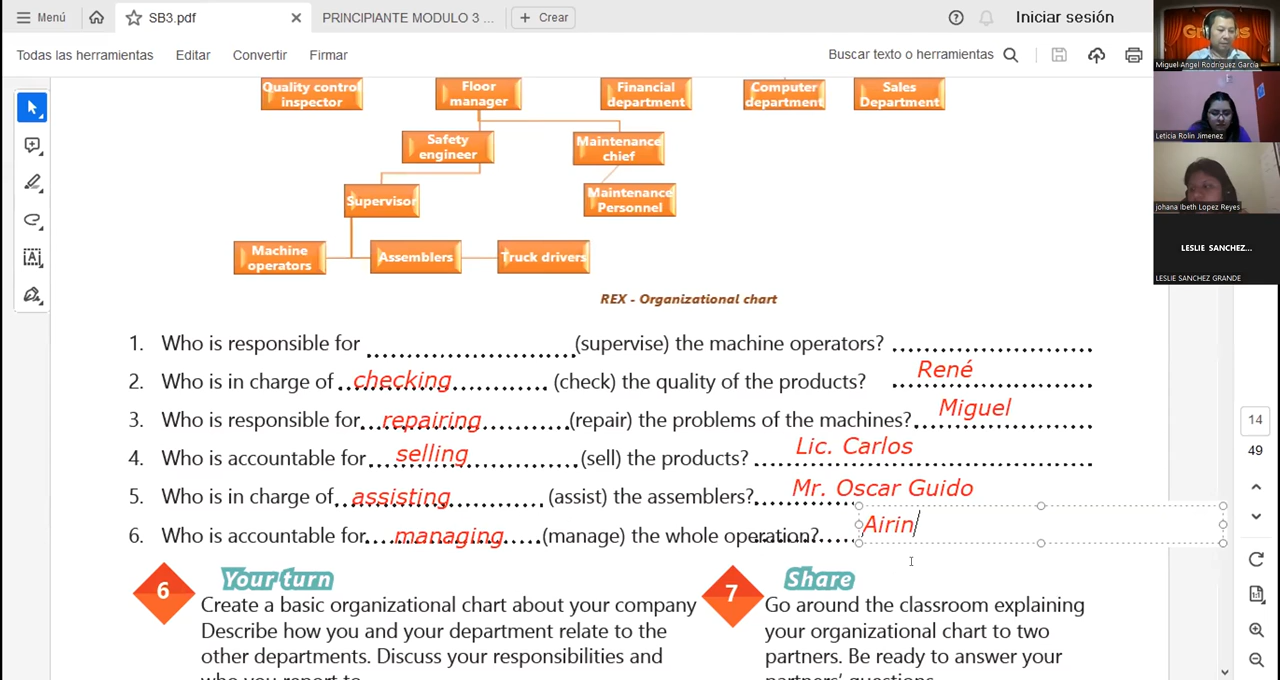 Menú SB3.pdf PRINCIPIANTE MODULO 3 ... Crear Iniciar sesión
Todas las herramientas Editar Convertir Firmar Buscar texto o herramientas
Miguel Angel Rodríguez García
Leticia Rolin Jimenez
johana lbeth Lopez Reyes
LESLIE SANCHEZ...
LESLIE SANCHEZ GRANDE
Quality control inspector
Floor manager
Financial department
Computer department
Sales Department
Safety engineer
Maintenance chief
Supervisor
Maintenance Personnel
Machine operators
Assemblers
Truck drivers
REX - Organizational chart
1. Who is responsible for (supervise) the machine operators?
2. Who is in charge of checking (check) the quality of the products? René
3. Who is responsible for repairing (repair) the problems of the machines? Miguel
4. Who is accountable for selling (sell) the products? Lic. Carlos
5. Who is in charge of assisting (assist) the assemblers? Mr. Oscar Guido
6. Who is accountable for managing (manage) the whole operation? Airin
14
49
6 Your turn
Create a basic organizational chart about your company
Describe how you and your department relate to the
other departments. Discuss your responsibilities and
who you report to.
7 Share
Go around the classroom explaining
your organizational chart to two
partners. Be ready to answer your
partners' questions.